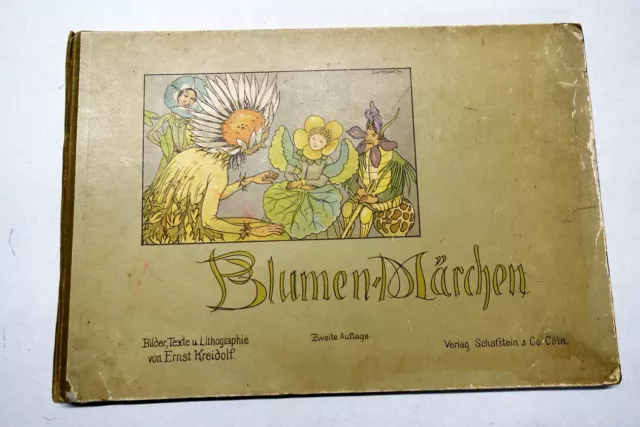 Blumen-Märchen
Bilder, Texte u. Lithographie
von Ernst Kreidolf.
Zweite Auflage.
Verlag Schafstein & Co. Cöln.